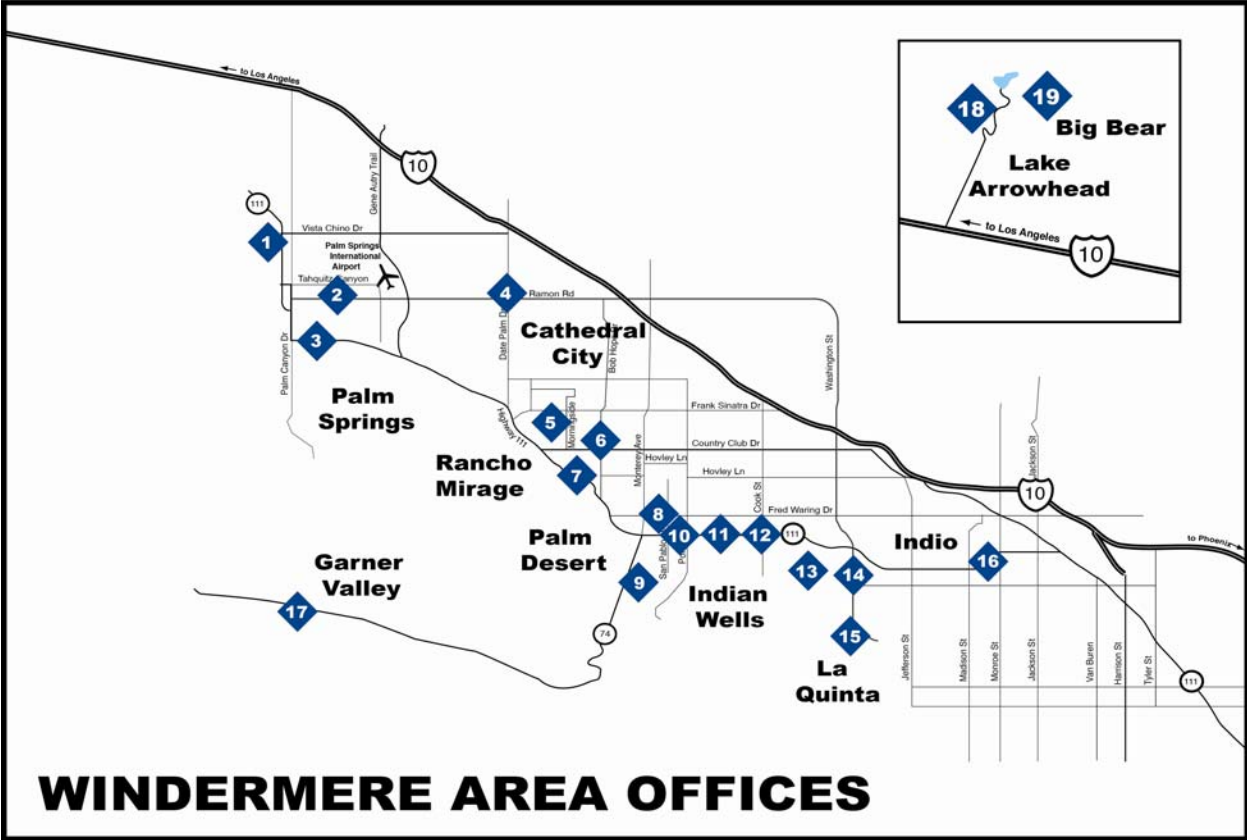 to Los Angeles
10
18
19
Big Bear
Lake
Arrowhead
to Los Angeles
10
Gene Autry Trail
111
1
Vista Chino Dr
Palm Springs
International
Airport
Tahquitz Canyon
2
3
4
Ramon Rd
Date Palm
Cathedral
City
Bob Hope
Washington St
Palm Canyon Dr
Palm
Springs
Highway 111
5
Morningside
6
7
Frank Sinatra Dr
Country Club Dr
Hovley Ln
Hovley Ln
Monterey Ave
Rancho
Mirage
Jackson St
10
Cook St
Fred Waring Dr
8
10
11
12
111
San Pablo
Palm
Desert
9
13
14
Indio
16
to Phoenix
Garner
Valley
17
Indian
Wells
74
15
La
Quinta
Jefferson St
Madison St
Monroe St
Jackson St
Van Buren
Harrison St
Tyler St
111
WINDERMERE AREA OFFICES